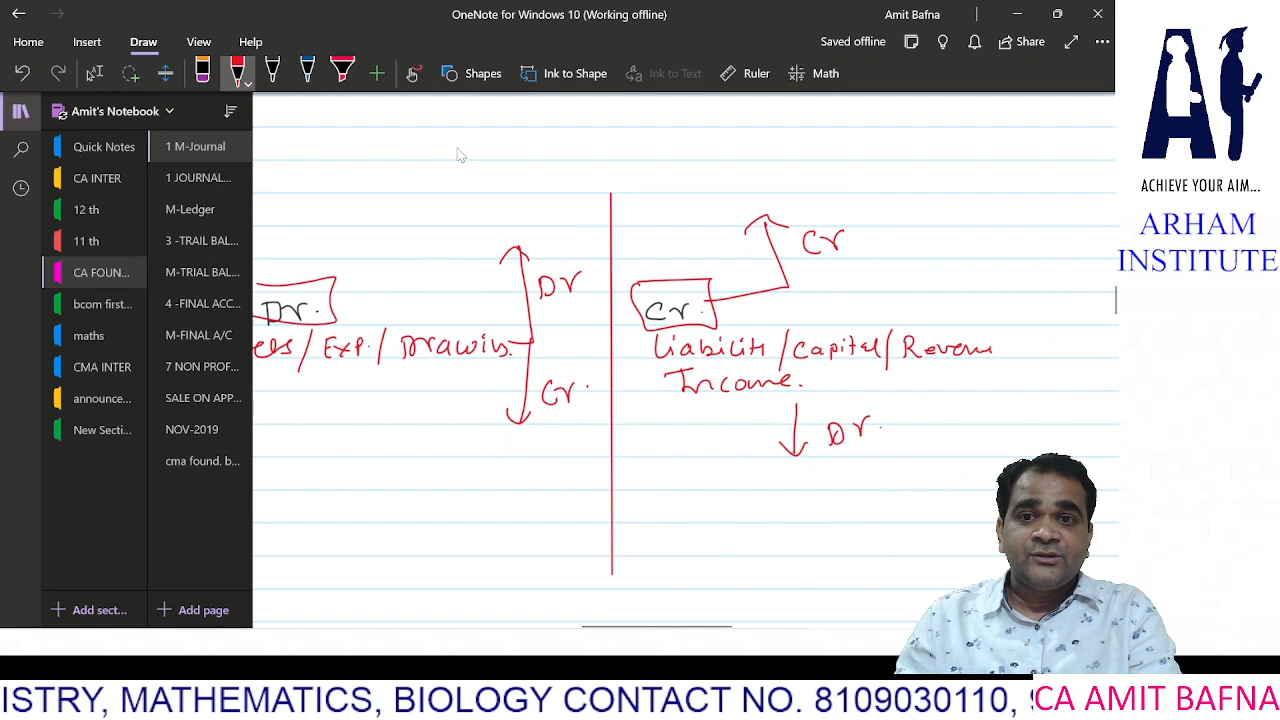 OneNote for Windows 10 (Working offline)
Amit Bafna
Home Insert Draw View Help
Saved offline
Share
Shapes
Ink to Shape
Ink to Text
Ruler
Math
Amit's Notebook
Quick Notes
CA INTER
12 th
11 th
CA FOUN...
bcom first...
maths
CMA INTER
announce...
New Secti...
Add sect...
1 M-Journal
1 JOURNAL...
M-Ledger
3 -TRAIL BAL...
M-TRIAL BAL...
4 -FINAL ACC...
M-FINAL A/C
7 NON PROF...
SALE ON APP...
NOV-2019
cma found. b...
Add page
Dr.
ets / Exp. / Drawin.
Dr
Cr.
Cr
Cr.
Liabiliti / Capital / Revenu
Income.
Dr.
ACHIEVE YOUR AIM...
ARHAM
INSTITUTE
ISTRY, MATHEMATICS, BIOLOGY CONTACT NO. 8109030110, 9
CA AMIT BAFNA